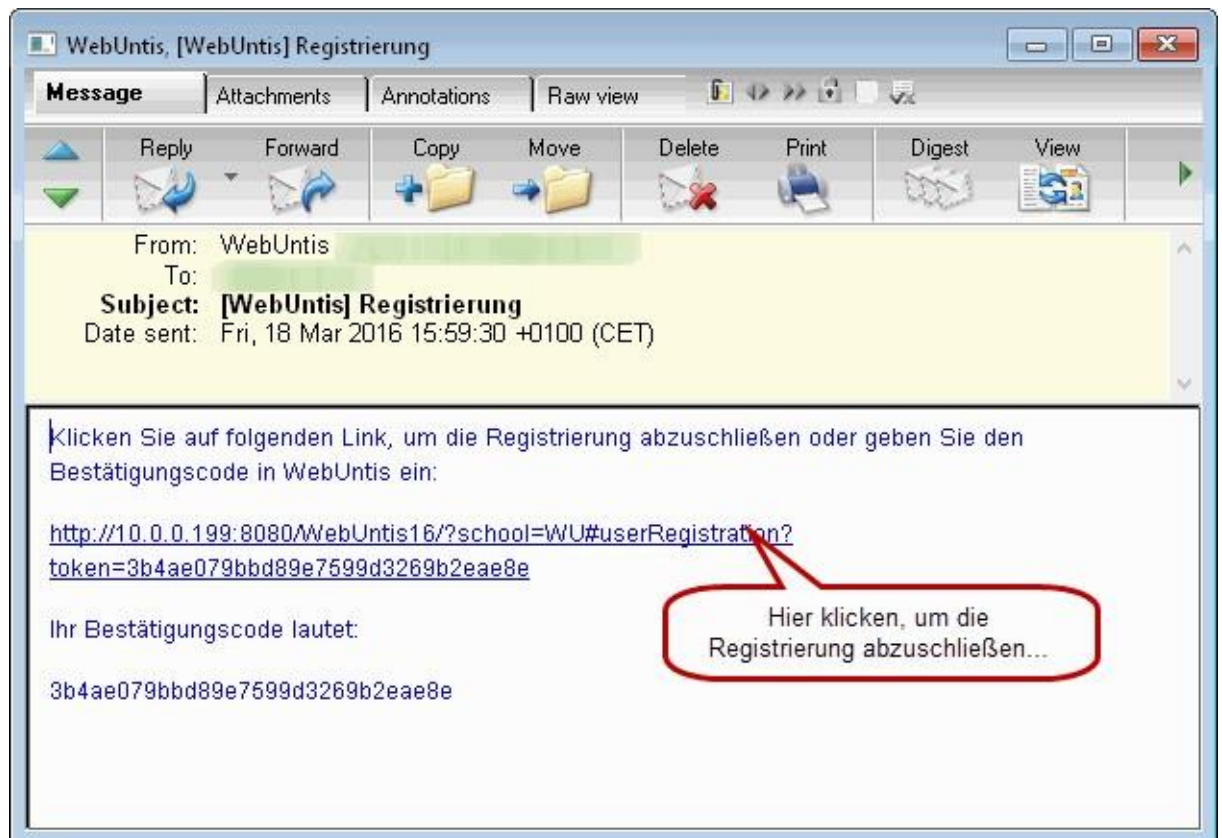 WebUntis, [WebUntis] Registrierung
Message Attachments Annotations Raw view
Reply Forward Copy Move Delete Print Digest View
From: WebUntis
To:
Subject: [WebUntis] Registrierung
Date sent: Fri, 18 Mar 2016 15:59:30 +0100 (CET)
Klicken Sie auf folgenden Link, um die Registrierung abzuschließen oder geben Sie den
Bestätigungscode in WebUntis ein:
http://10.0.0.199:8080/WebUntis16/?school=WU#userRegistration?
token=3b4ae079bbd89e7599d3269b2eae8e
Hier klicken, um die
Registrierung abzuschließen...
Ihr Bestätigungscode lautet:
3b4ae079bbd89e7599d3269b2eae8e